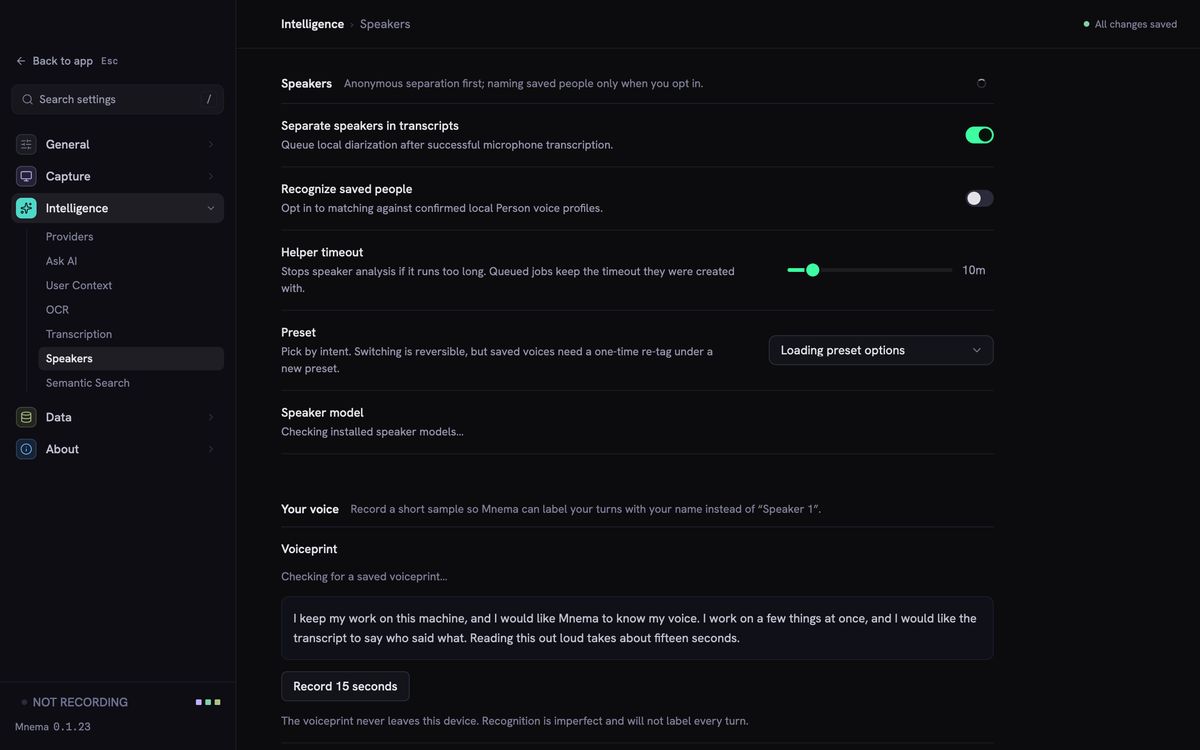 Back to app Esc
Search settings /
General
Capture
Intelligence
Providers
Ask AI
User Context
OCR
Transcription
Speakers
Semantic Search
Data
About
NOT RECORDING
Mnema 0.1.23
Intelligence › Speakers
All changes saved
Speakers Anonymous separation first; naming saved people only when you opt in.
Separate speakers in transcripts
Queue local diarization after successful microphone transcription.
Recognize saved people
Opt in to matching against confirmed local Person voice profiles.
Helper timeout
Stops speaker analysis if it runs too long. Queued jobs keep the timeout they were created
with.
10m
Preset
Pick by intent. Switching is reversible, but saved voices need a one-time re-tag under a
new preset.
Loading preset options
Speaker model
Checking installed speaker models…
Your voice Record a short sample so Mnema can label your turns with your name instead of “Speaker 1”.
Voiceprint
Checking for a saved voiceprint…
I keep my work on this machine, and I would like Mnema to know my voice. I work on a few things at once, and I would like the
transcript to say who said what. Reading this out loud takes about fifteen seconds.
Record 15 seconds
The voiceprint never leaves this device. Recognition is imperfect and will not label every turn.